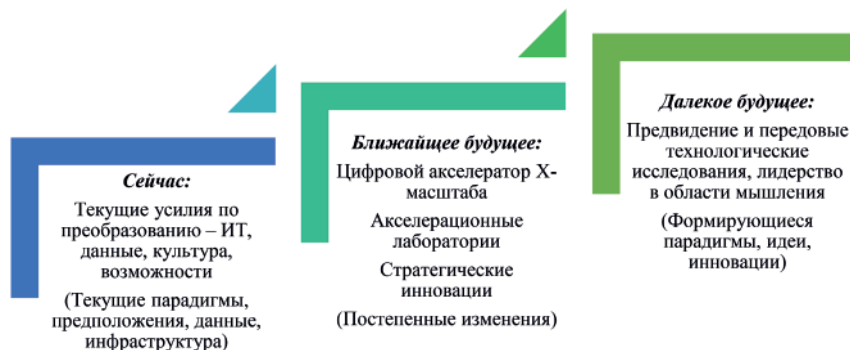 Сейчас:
Текущие усилия по
преобразованию – ИТ,
данные, культура,
возможности
(Текущие парадигмы,
предположения, данные,
инфраструктура)
Ближайщее будущее:
Цифровой акселератор X-
масштаба
Акселерационные
лаборатории
Стратегические
инновации
(Постепенные изменения)
Далекое будущее:
Предвидение и передовые
технологические
исследования, лидерство
в области мышления
(Формирующиеся
парадигмы, идеи,
инновации)